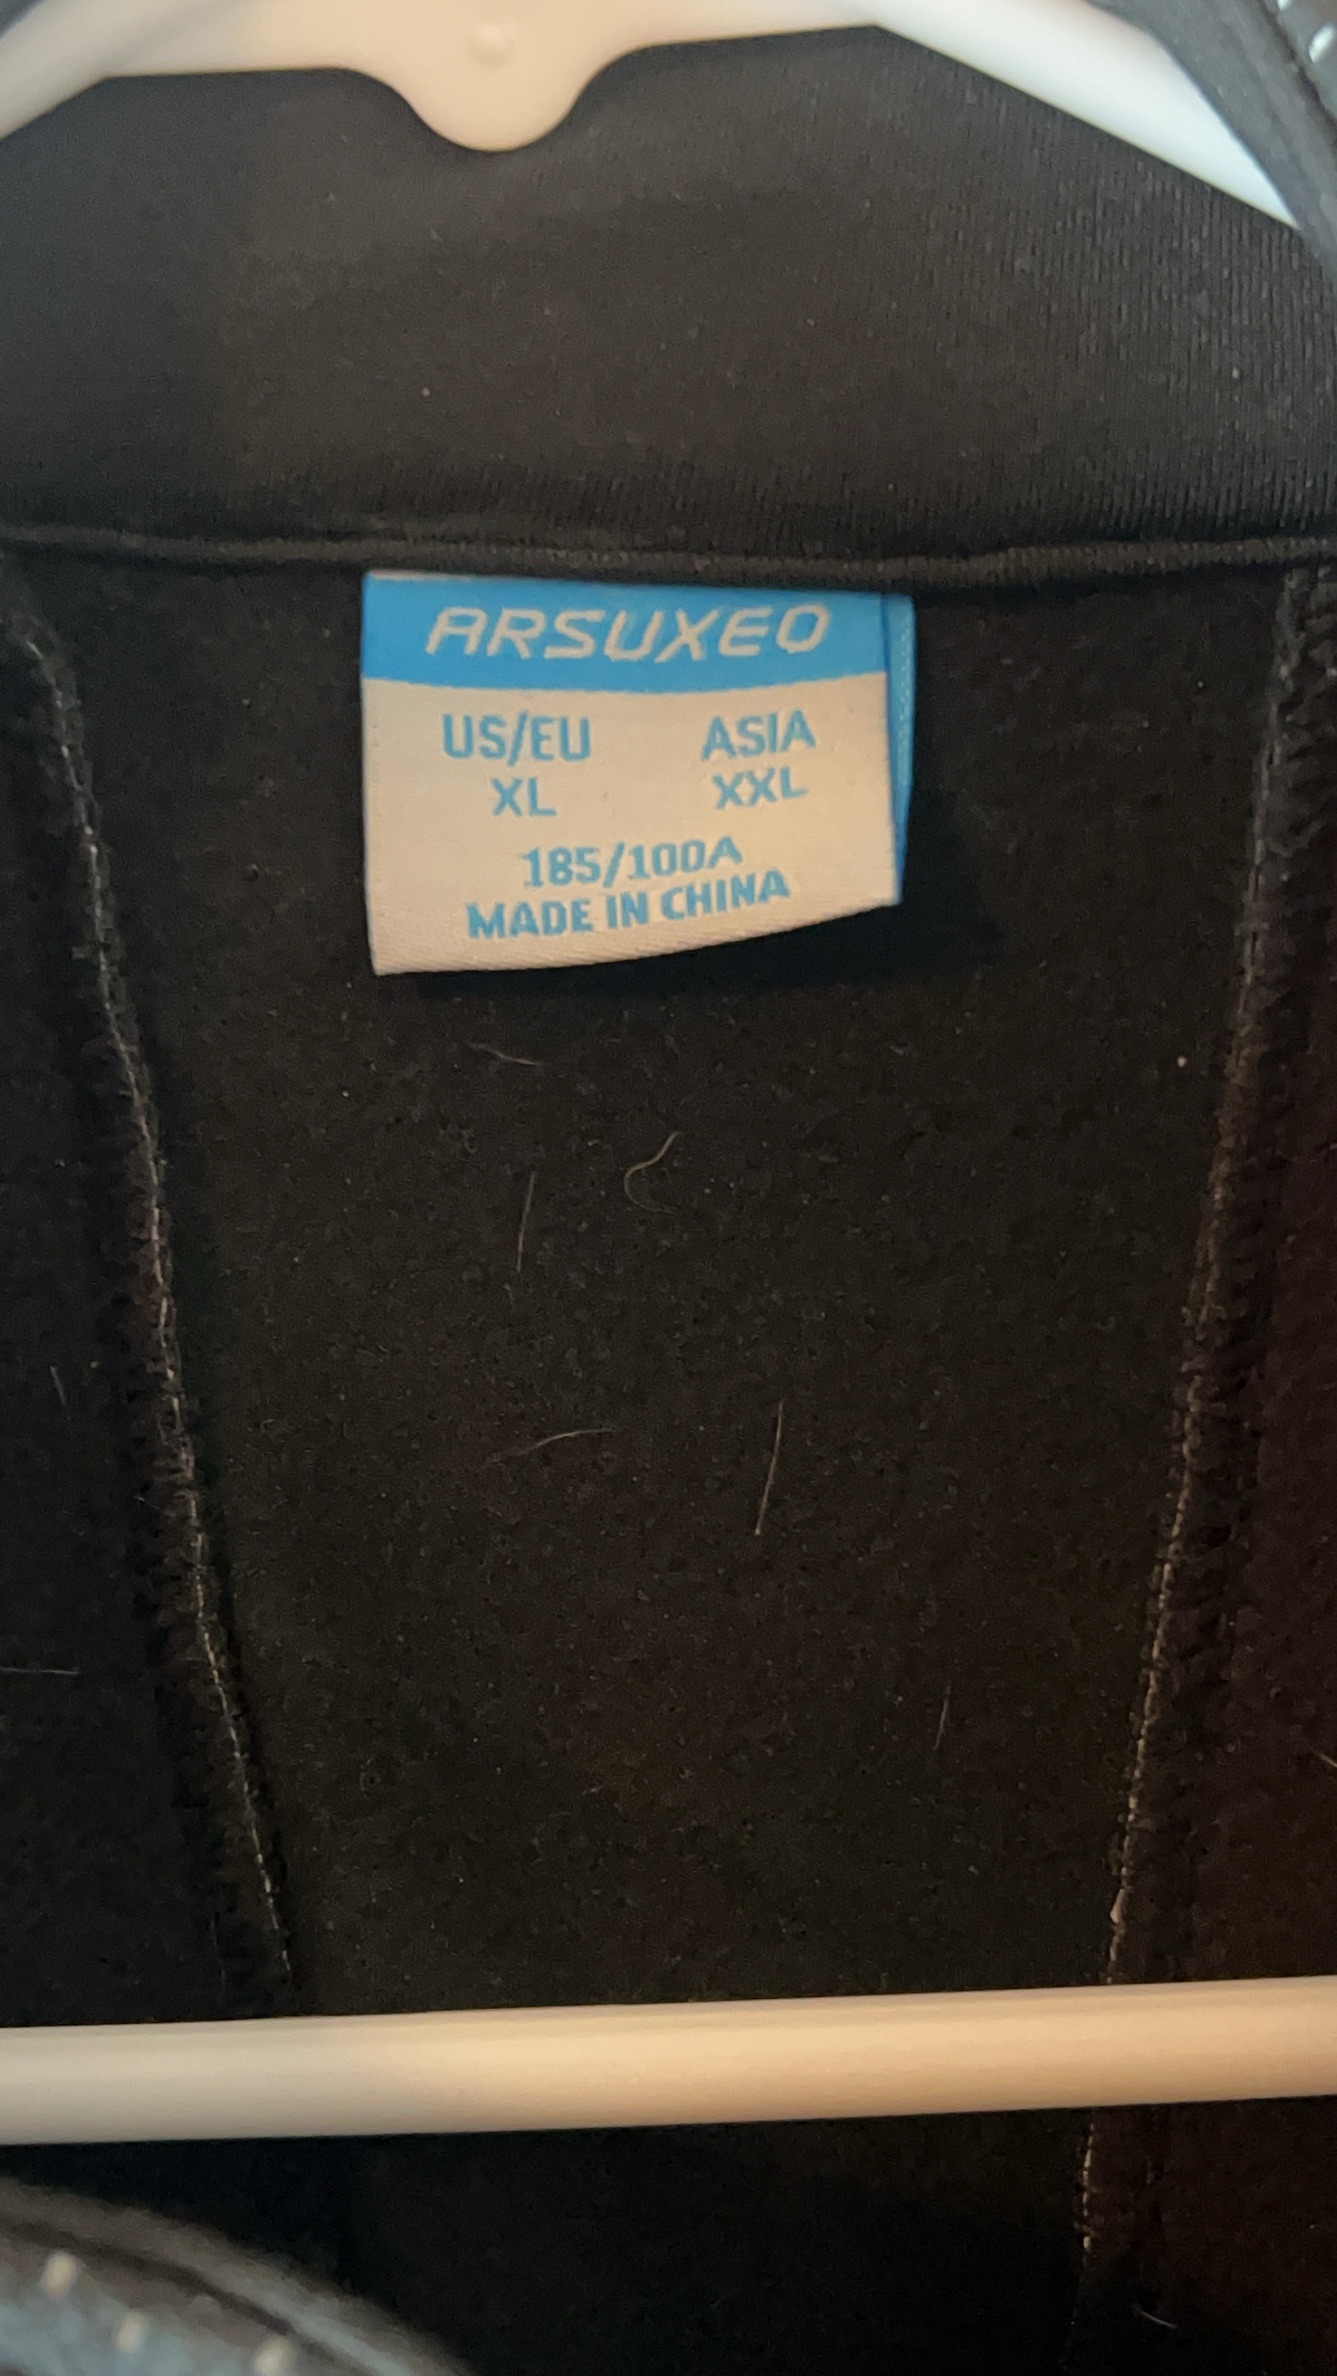 ARSUXEO
US/EU ASIA
XL XXL
185/100A
MADE IN CHINA